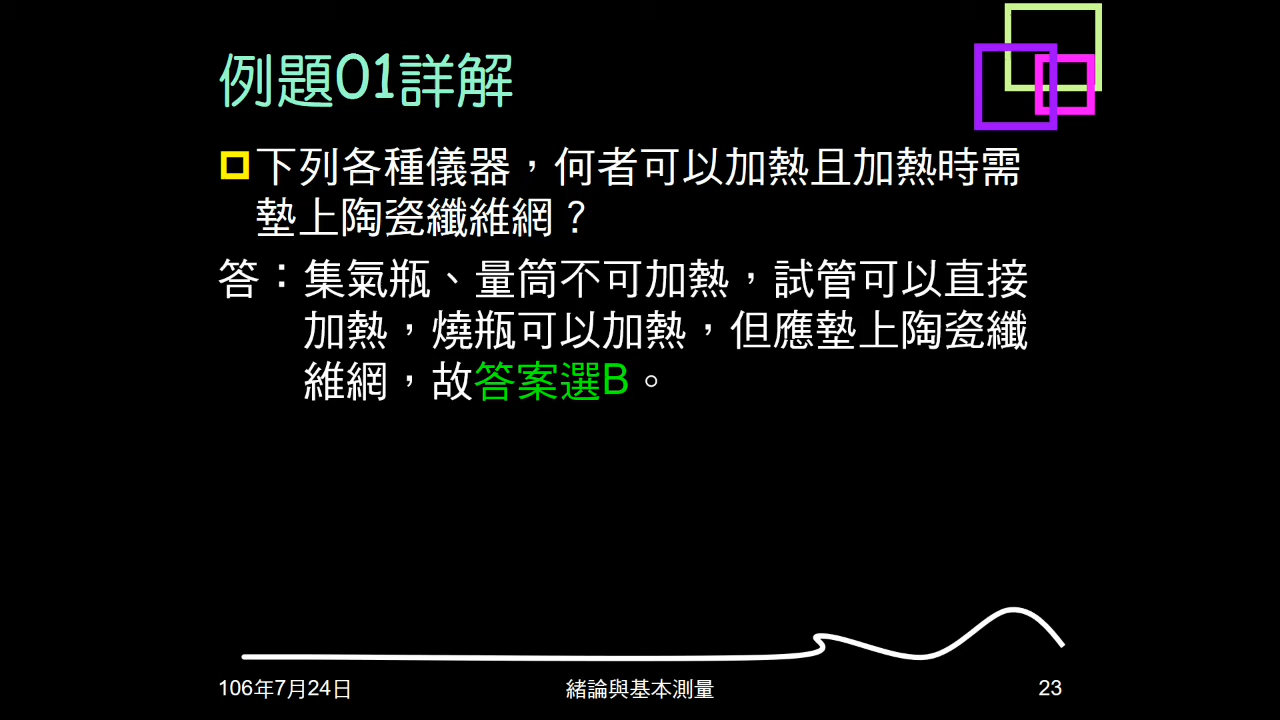 例題01詳解
下列各種儀器，何者可以加熱且加熱時需
墊上陶瓷纖維網？
答：集氣瓶、量筒不可加熱，試管可以直接
加熱，燒瓶可以加熱，但應墊上陶瓷纖
維網，故答案選B。
106年7月24日
緒論與基本測量
23